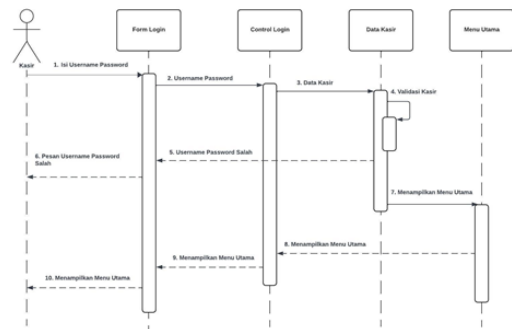 Form Login
Control Login
Data Kasir
Menu Utama
Kasir
1. Isi Username Password
2. Username Password
3. Data Kasir
4. Validasi Kasir
5. Username Password Salah
6. Pesan Username Password
Salah
7. Menampilkan Menu Utama
8. Menampilkan Menu Utama
9. Menampilkan Menu Utama
10. Menampilkan Menu Utama